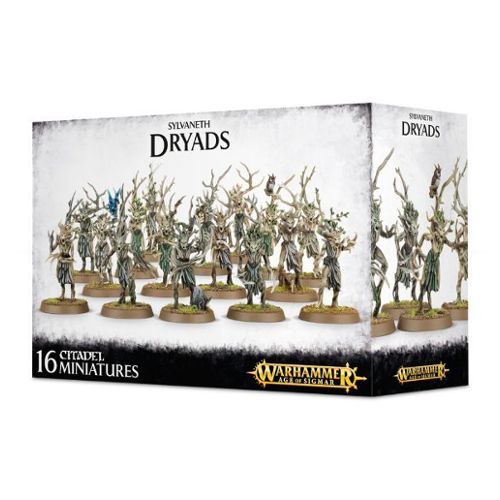 SYLVANETH
DRYADS
16 CITADEL
MINIATURES
WARHAMMER
AGE OF SIGMAR
SYLVANETH
DRYADS
WARHAMMER
AGE OF SIGMAR